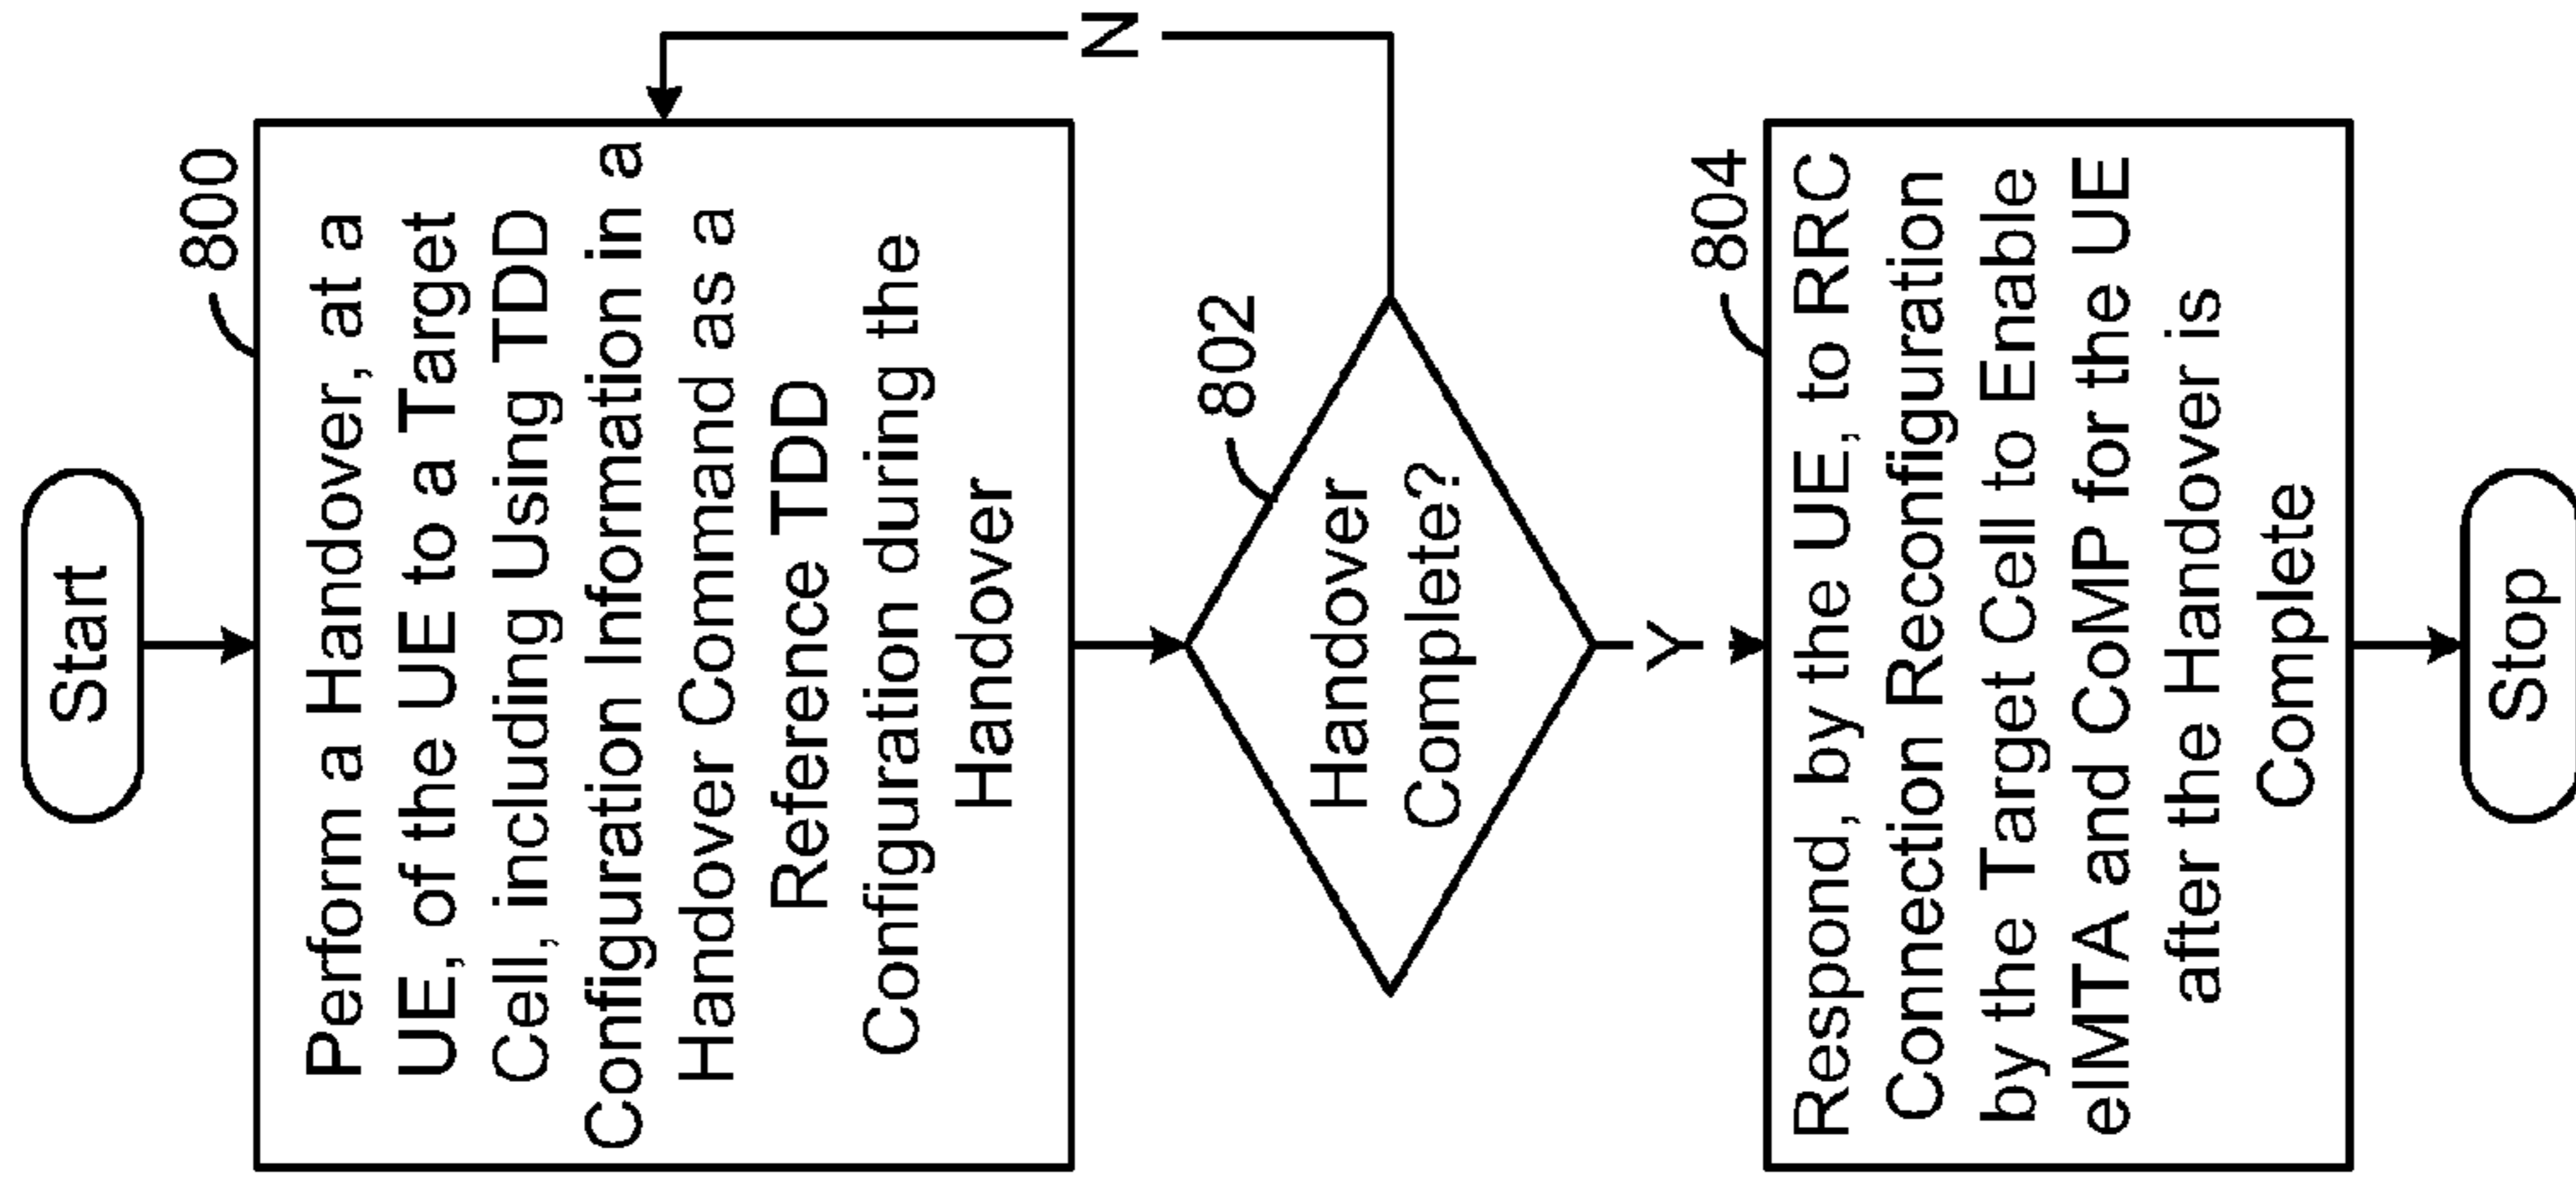 Start
800
Perform a Handover, at a
UE, of the UE to a Target
Cell, including Using TDD
Configuration Information in a
Handover Command as a
Reference TDD
Configuration during the
Handover
802
Handover
Complete?
N
Y
804
Respond, by the UE, to RRC
Connection Reconfiguration
by the Target Cell to Enable
eIMTA and CoMP for the UE
after the Handover is
Complete
Stop